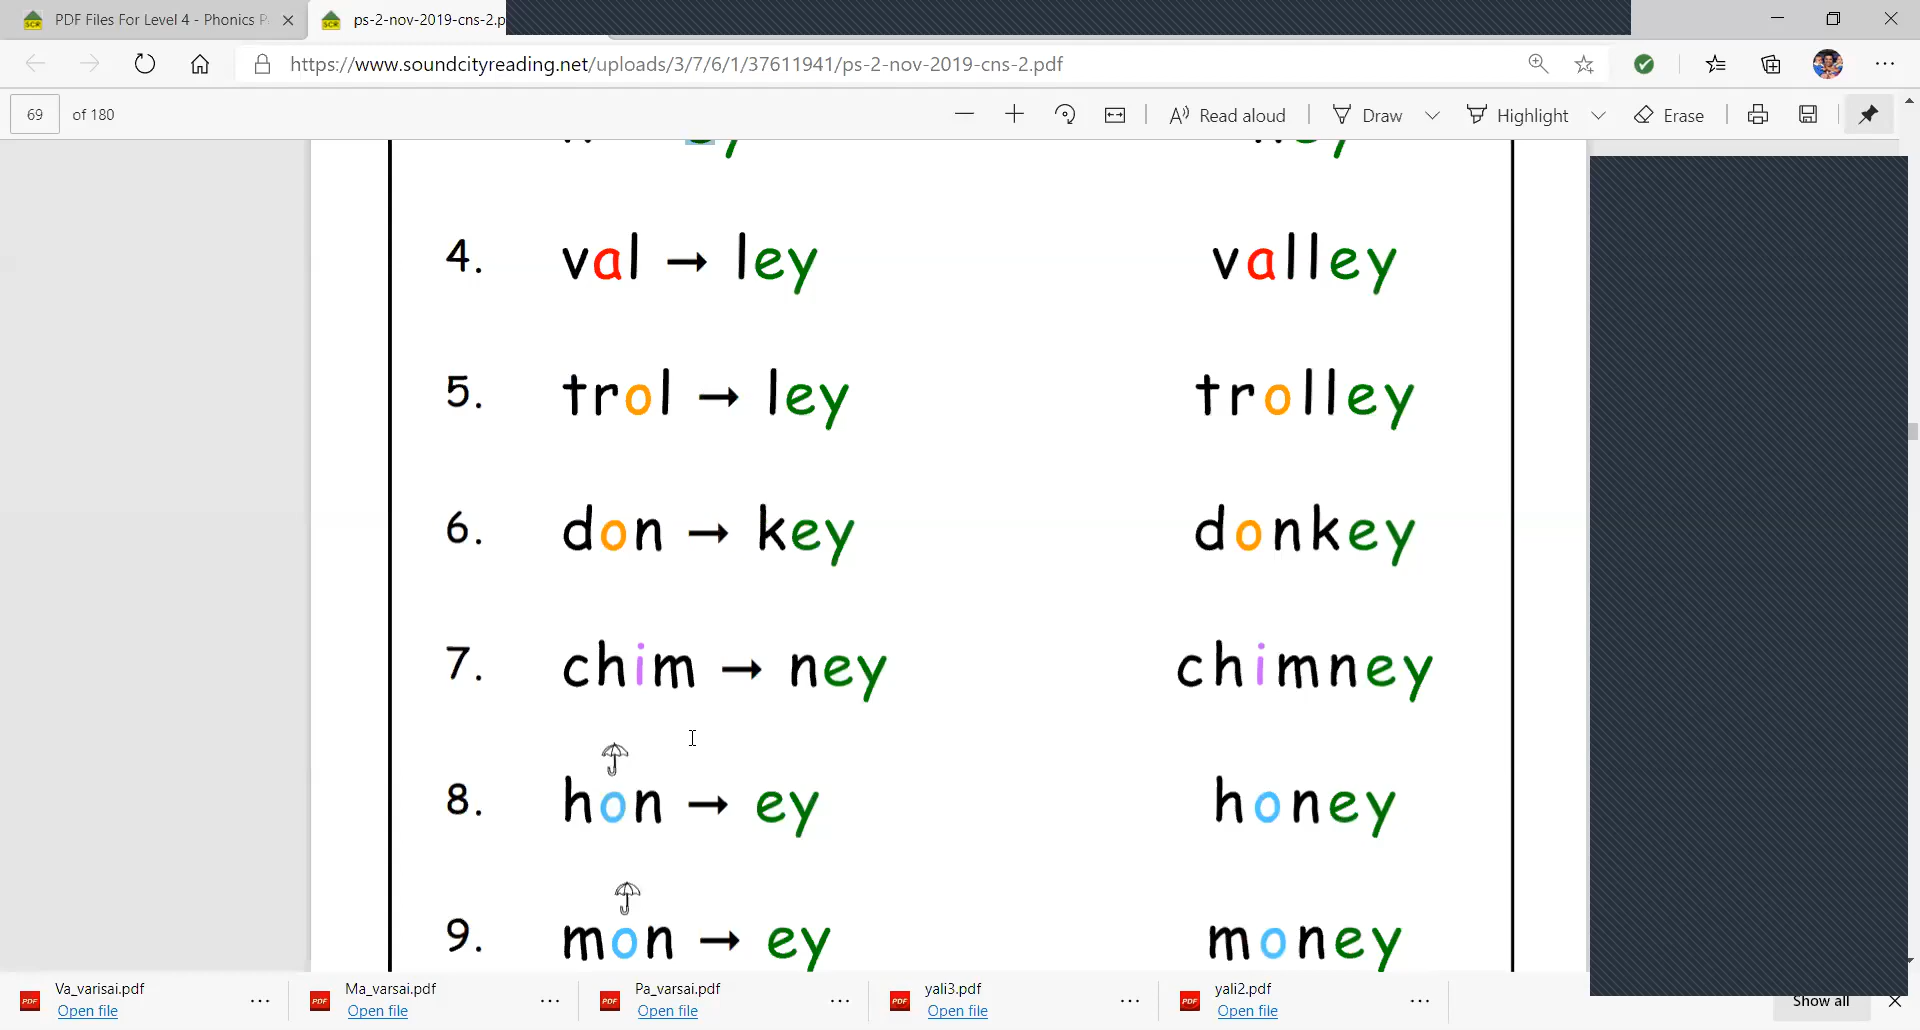 PDF Files For Level 4 - Phonics P
ps-2-nov-2019-cns-2.p
https://www.soundcityreading.net/uploads/3/7/6/1/37611941/ps-2-nov-2019-cns-2.pdf
69 of 180
Read aloud
Draw
Highlight
Erase
4. val → ley valley
5. trol → ley trolley
6. don → key donkey
7. chim → ney chimney
8. hon → ey honey
9. mon → ey money
Va_varisai.pdf
Open file
Ma_varsai.pdf
Open file
Pa_varsai.pdf
Open file
yali3.pdf
Open file
yali2.pdf
Open file
Show all